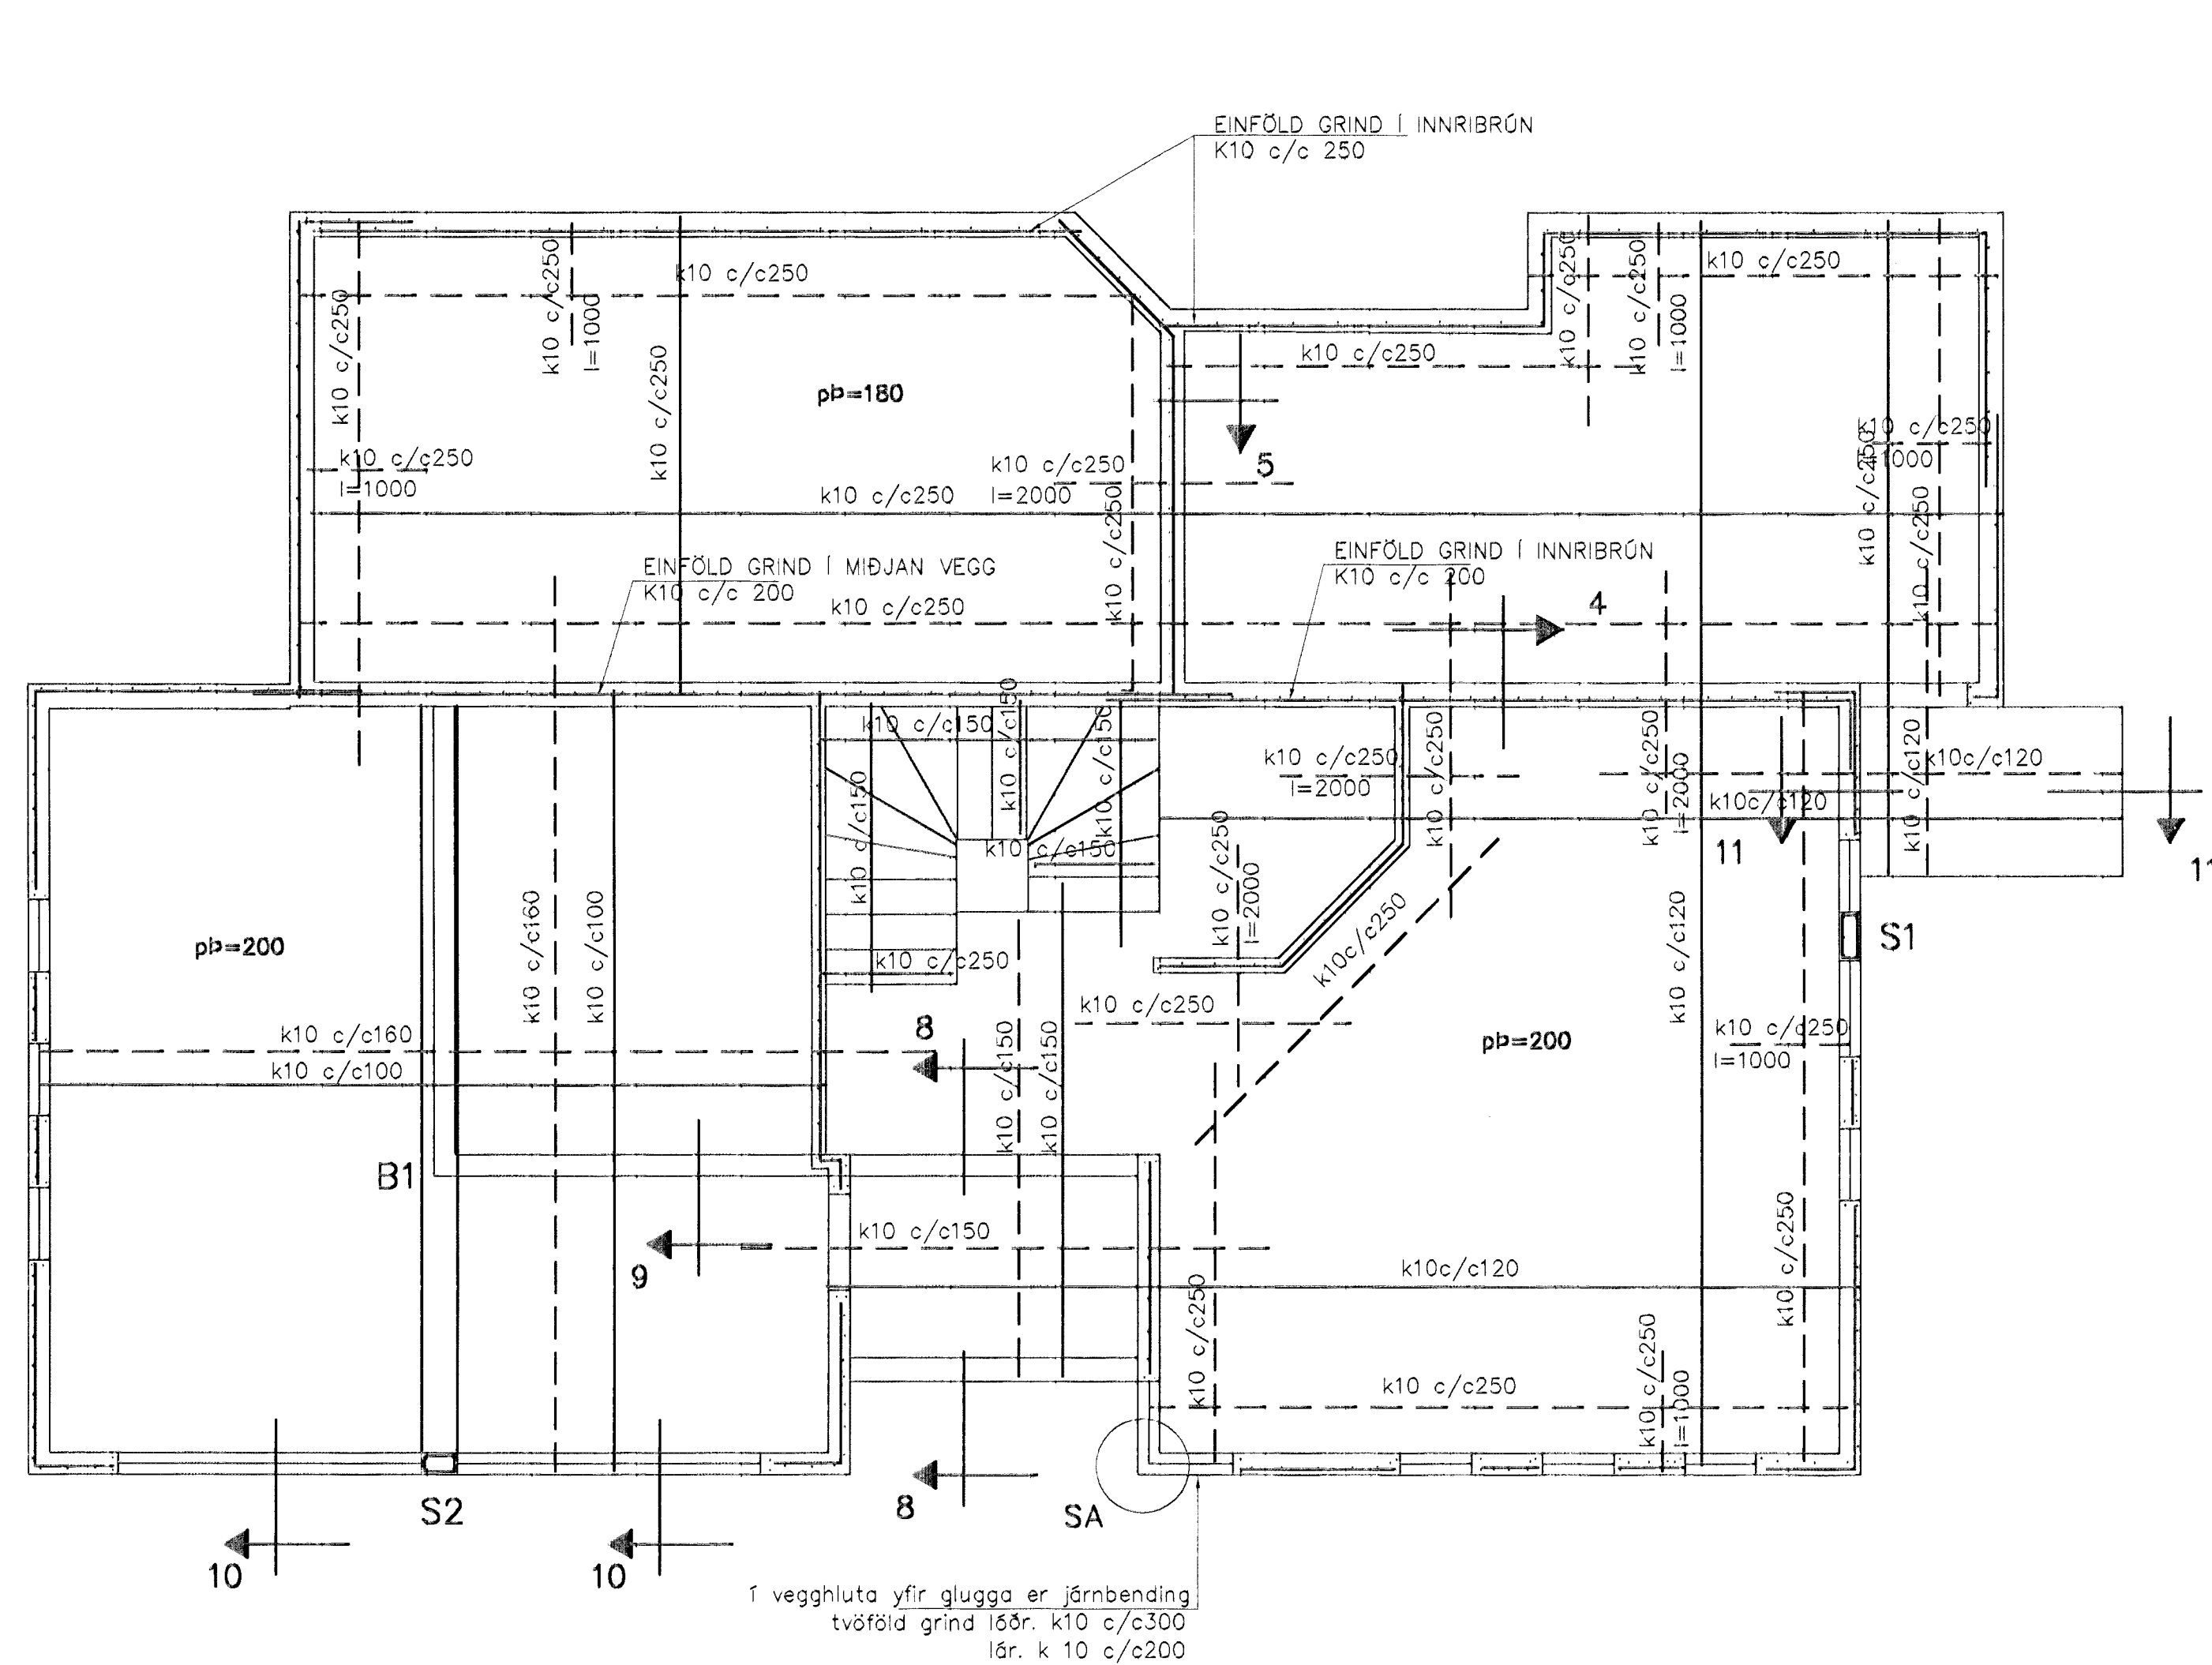 EINFÖLD GRIND Í INNRIBRÚN
K10 c/c 250
k10 c/c250
k10 c/c250
l=1000
k10 c/c250
k10 c/c250
k10 c/c250
k10 c/c250
k10 c/c250
l=1000
k10 c/c250
k10 c/c250
pÞ=180
k10 c/c250
l=1000
k10 c/c250
k10 c/c250
l=2000
k10 c/c250
5
k10 c/c250
l=1000
k10 c/c250
k10 c/c250
EINFÖLD GRIND Í MIÐJAN VEGG
K10 c/c 200
k10 c/c250
EINFÖLD GRIND Í INNRIBRÚN
K10 c/c 200
4
k10 c/c150
k10 c/c150
k10 c/c150
k10 c/c150
k10 c/c150
k10 c/c250
k10 c/c250
l=2000
k10 c/c250
k10 c/c250
l=2000
k10c/c120
k10c/c120
k10 c/c120
11
11
k10 c/c250
l=2000
k10c/c250
pÞ=200
k10 c/c160
k10 c/c100
k10 c/c160
k10 c/c100
8
k10 c/c150
k10 c/c150
k10 c/c250
pÞ=200
k10 c/c120
S1
k10 c/c250
l=1000
B1
9
k10 c/c150
k10 c/c250
k10c/c120
k10 c/c250
k10 c/c250
k10 c/c250
l=1000
S2
8
SA
10
10
í vegghluta yfir glugga er járnbending
tvöföld grind lóðr. k10 c/c300
lár. k 10 c/c200